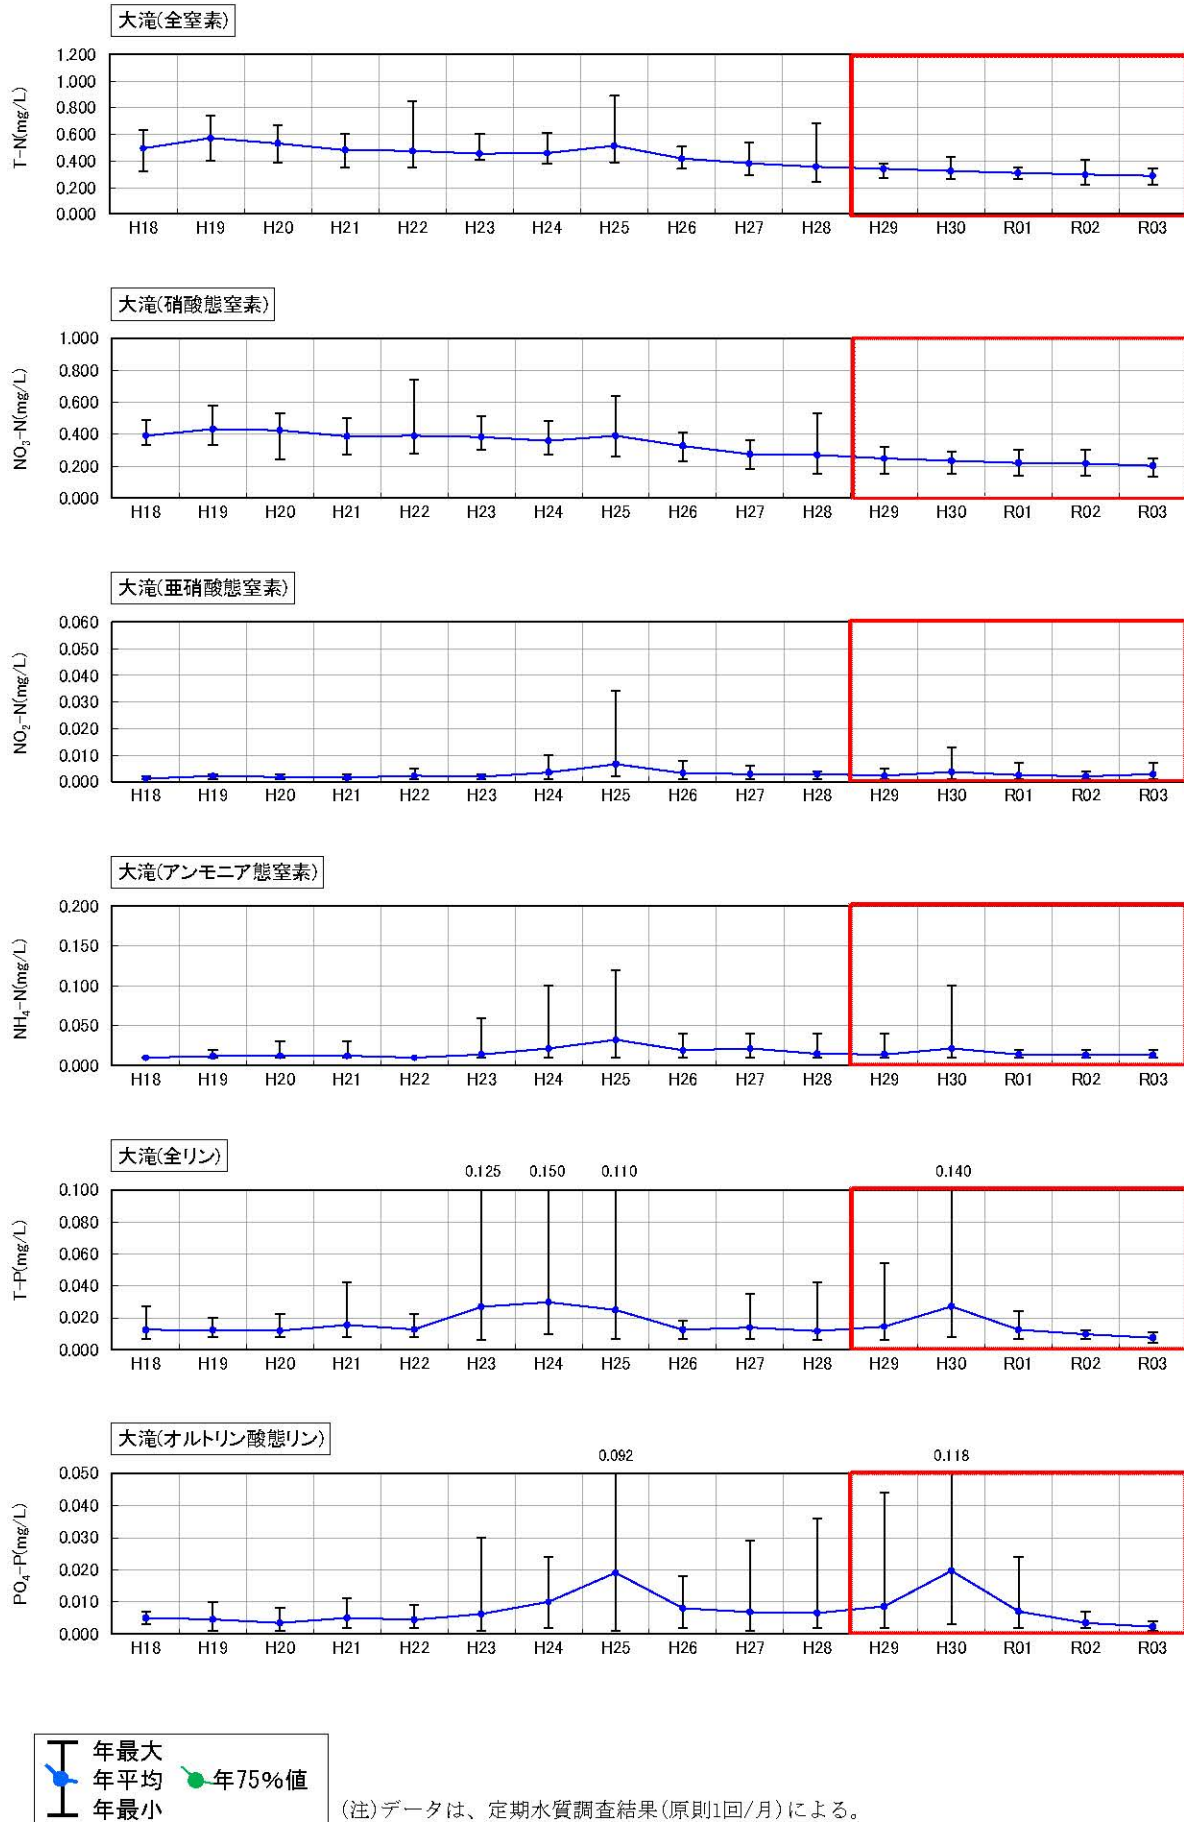 大滝(全窒素)
T-N(mg/L)
1.200
1.000
0.800
0.600
0.400
0.200
0.000
H18 H19 H20 H21 H22 H23 H24 H25 H26 H27 H28 H29 H30 R01 R02 R03
大滝(硝酸態窒素)
NO₃-N(mg/L)
1.000
0.800
0.600
0.400
0.200
0.000
H18 H19 H20 H21 H22 H23 H24 H25 H26 H27 H28 H29 H30 R01 R02 R03
大滝(亜硝酸態窒素)
NO₂-N(mg/L)
0.060
0.050
0.040
0.030
0.020
0.010
0.000
H18 H19 H20 H21 H22 H23 H24 H25 H26 H27 H28 H29 H30 R01 R02 R03
大滝(アンモニア態窒素)
NH₄-N(mg/L)
0.200
0.150
0.100
0.050
0.000
H18 H19 H20 H21 H22 H23 H24 H25 H26 H27 H28 H29 H30 R01 R02 R03
大滝(全リン)
0.125 0.150 0.110 0.140
T-P(mg/L)
0.100
0.080
0.060
0.040
0.020
0.000
H18 H19 H20 H21 H22 H23 H24 H25 H26 H27 H28 H29 H30 R01 R02 R03
大滝(オルトリン酸態リン)
0.092 0.118
PO₄-P(mg/L)
0.050
0.040
0.030
0.020
0.010
0.000
H18 H19 H20 H21 H22 H23 H24 H25 H26 H27 H28 H29 H30 R01 R02 R03
年最大
年平均 年75%値
年最小
(注)データは、定期水質調査結果(原則1回/月)による。